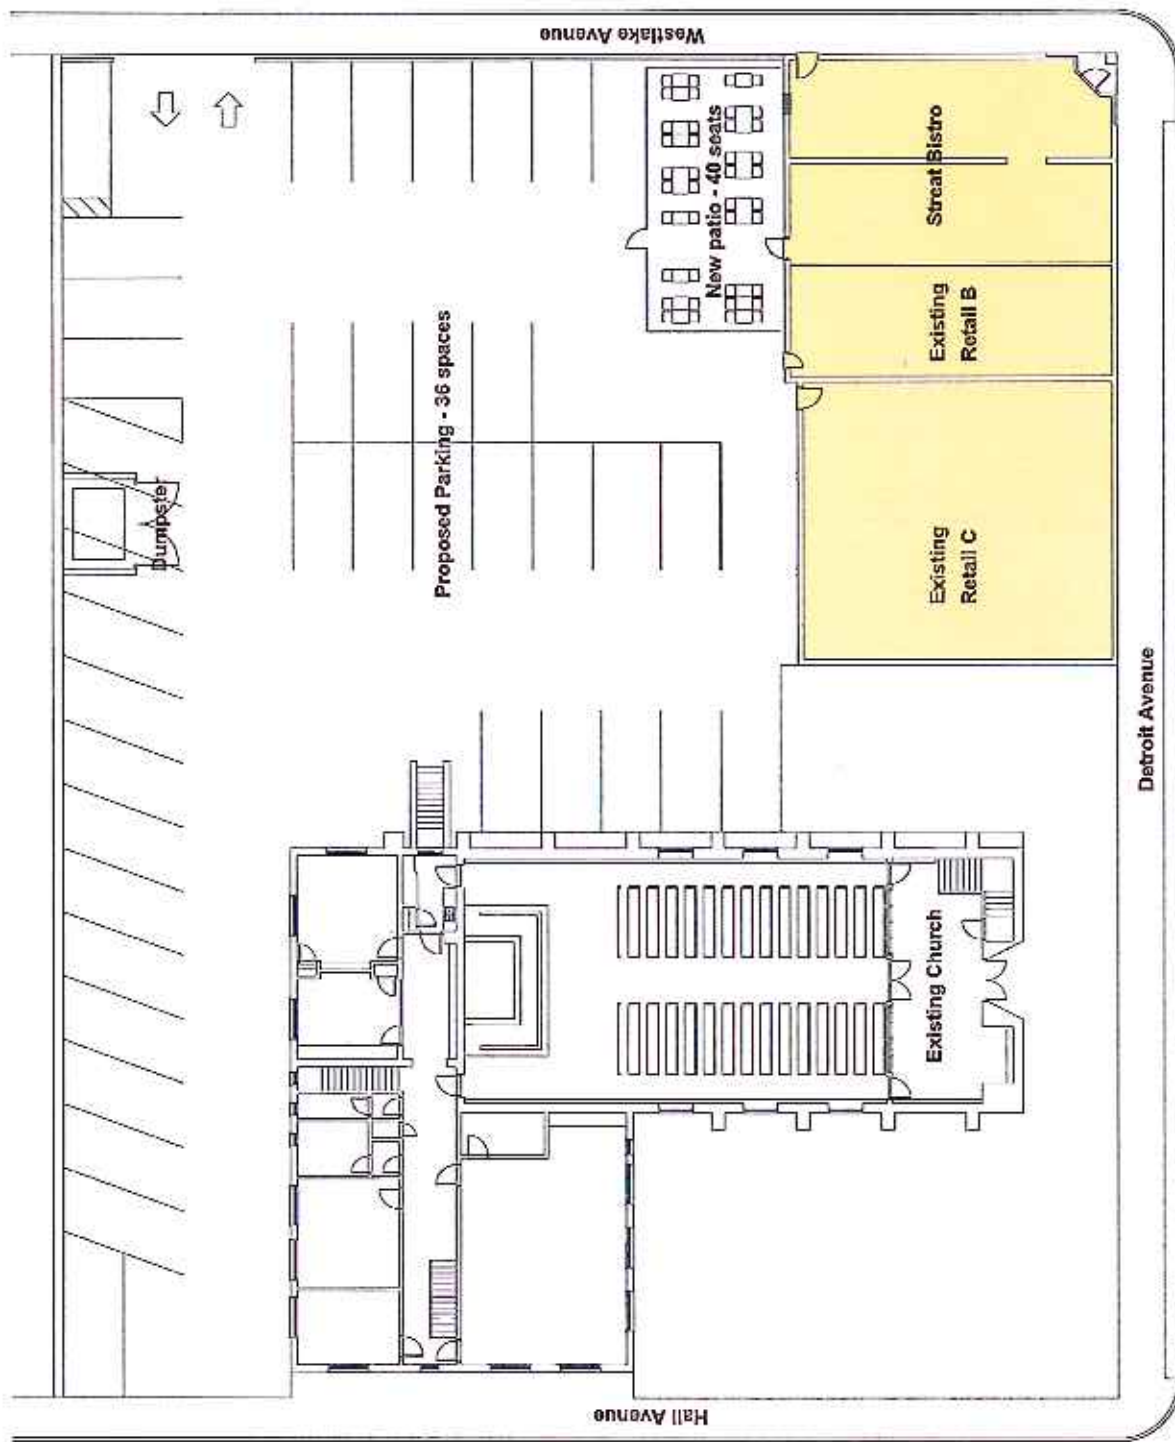 Westlake Avenue
New patio - 40 seats
Streat Bistro
Existing
Retail B
Proposed Parking - 36 spaces
Dumpster
Existing
Retail C
Detroit Avenue
Existing Church
Hall Avenue